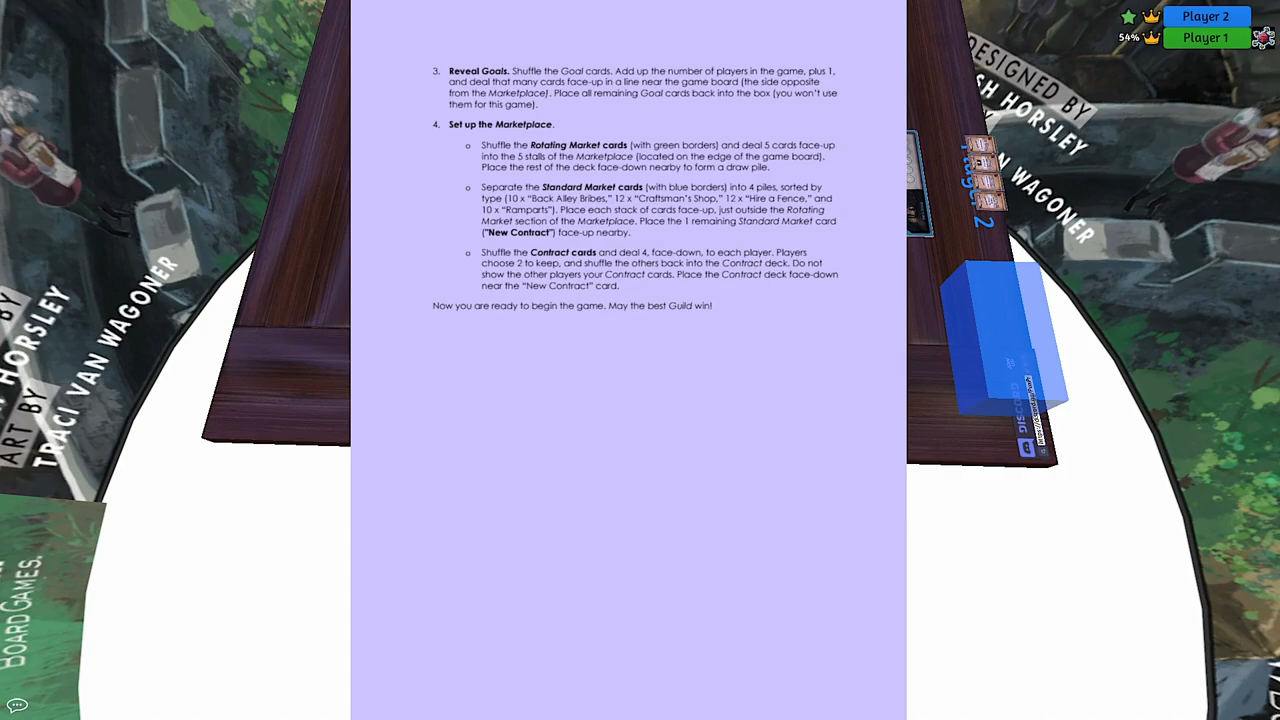 Player 2
54%
Player 1
3. Reveal Goals. Shuffle the Goal cards. Add up the number of players in the game, plus 1,
and deal that many cards face-up in a line near the game board (the side opposite
from the Marketplace). Place all remaining Goal cards back into the box (you won't use
them for this game).
4. Set up the Marketplace.
o Shuffle the Rotating Market cards (with green borders) and deal 5 cards face-up
into the 5 stalls of the Marketplace (located on the edge of the game board).
Place the rest of the deck face-down nearby to form a draw pile.
o Separate the Standard Market cards (with blue borders) into 4 piles, sorted by
type (10 x "Back Alley Bribes," 12 x "Craftsman's Shop," 12 x "Hire a Fence," and
10 x "Ramparts"). Place each stack of cards face-up, just outside the Rotating
Market section of the Marketplace. Place the 1 remaining Standard Market card
("New Contract") face-up nearby.
o Shuffle the Contract cards and deal 4, face-down, to each player. Players
choose 2 to keep, and shuffle the others back into the Contract deck. Do not
show the other players your Contract cards. Place the Contract deck face-down
near the "New Contract" card.
Now you are ready to begin the game. May the best Guild win!
DESIGNED BY
SH HORSLEY
N WAGONER
BY
HORSLEY
ART BY
TRACI VAN WAGONER
BOARDGAMES.
2
DISCORD